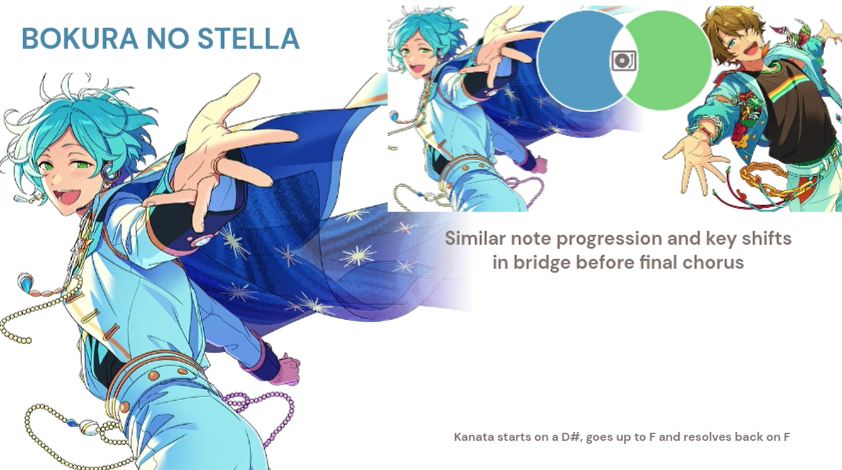 BOKURA NO STELLA
Similar note progression and key shifts
in bridge before final chorus
Kanata starts on a D#, goes up to F and resolves back on F